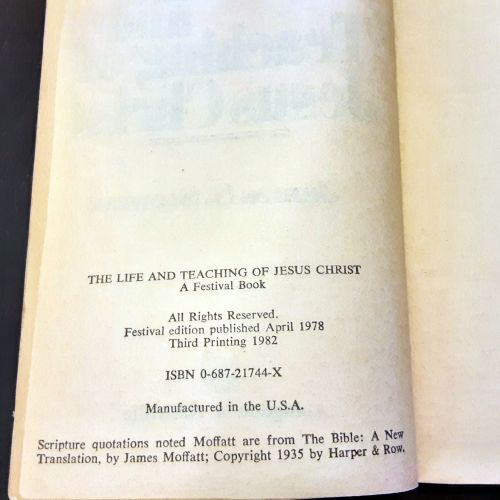 THE LIFE AND TEACHING OF JESUS CHRIST
A Festival Book
All Rights Reserved.
Festival edition published April 1978
Third Printing 1982
ISBN 0-687-21744-X
Manufactured in the U.S.A.
Scripture quotations noted Moffatt are from The Bible: A New
Translation, by James Moffatt; Copyright 1935 by Harper & Row.